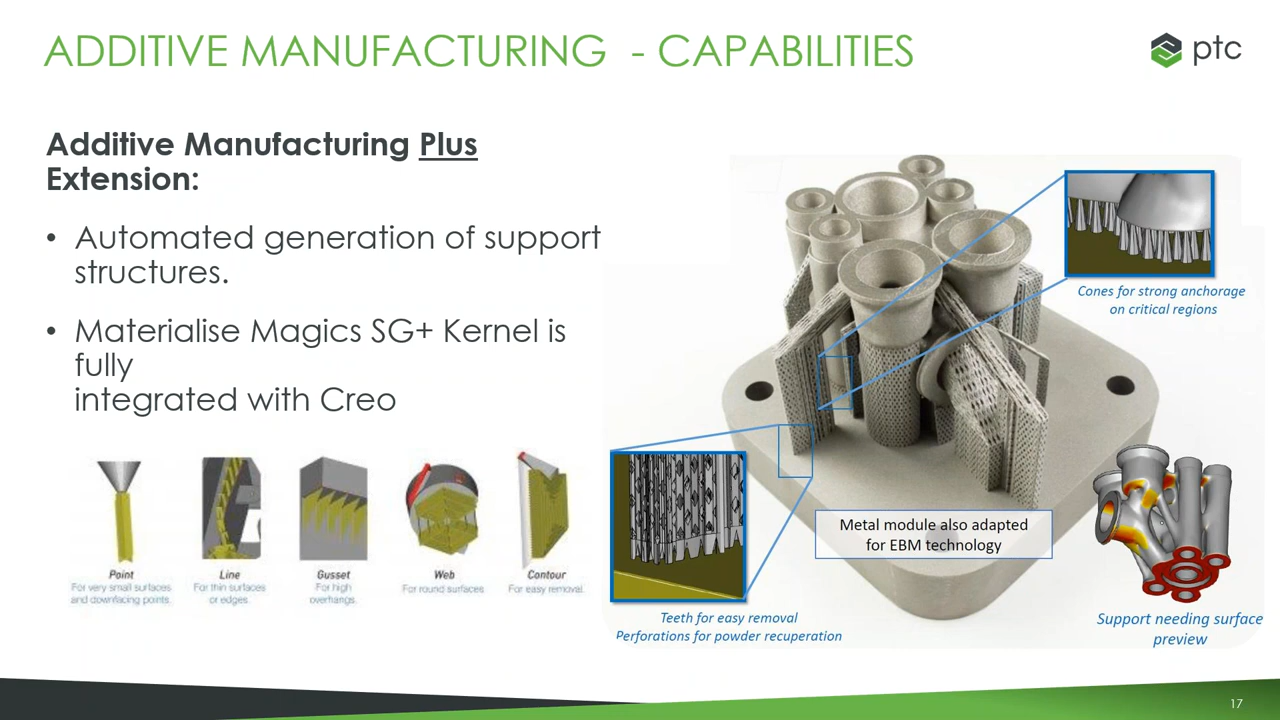 ADDITIVE MANUFACTURING - CAPABILITIES
ptc
Additive Manufacturing Plus
Extension:
• Automated generation of support
structures.
• Materialise Magics SG+ Kernel is
fully
integrated with Creo
Point
For very small surfaces
and downfacing points.
Line
For thin surfaces
or edges.
Gusset
For high
overhangs.
Web
For round surfaces
Contour
For easy removal.
Cones for strong anchorage
on critical regions
Metal module also adapted
for EBM technology
Teeth for easy removal
Perforations for powder recuperation
Support needing surface
preview
17